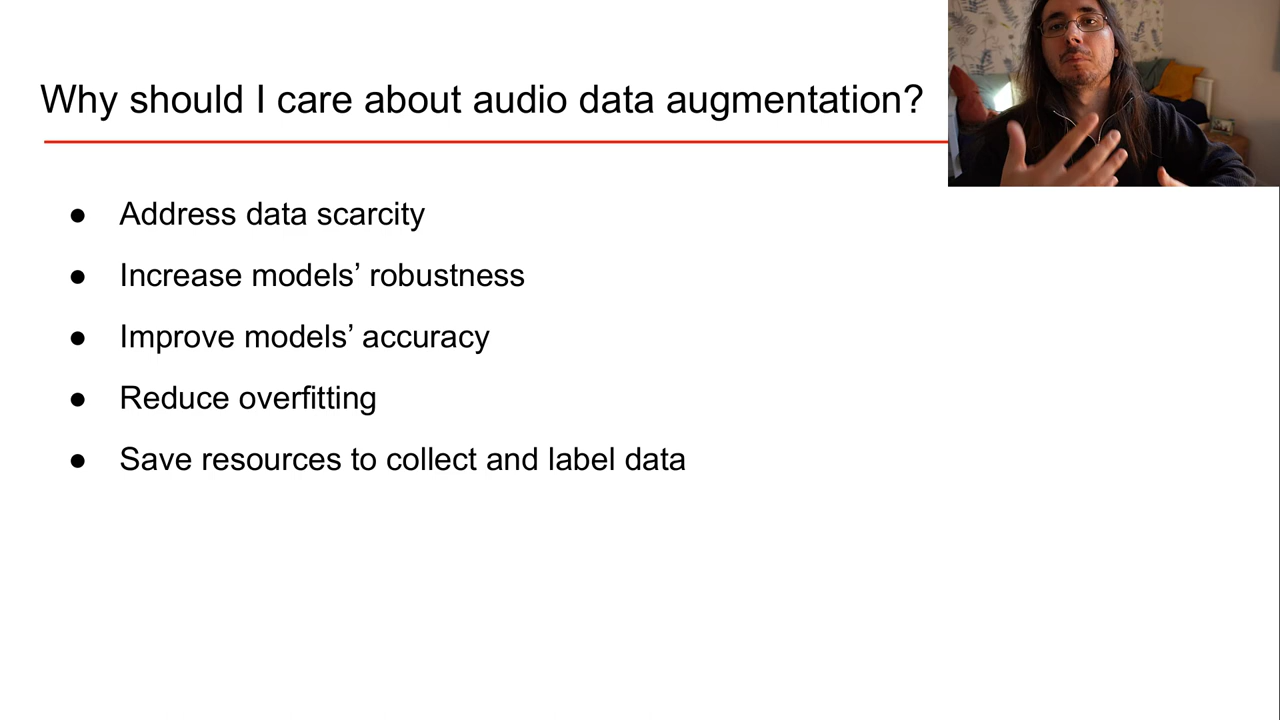 Why should I care about audio data augmentation?
● Address data scarcity
● Increase models’ robustness
● Improve models’ accuracy
● Reduce overfitting
● Save resources to collect and label data